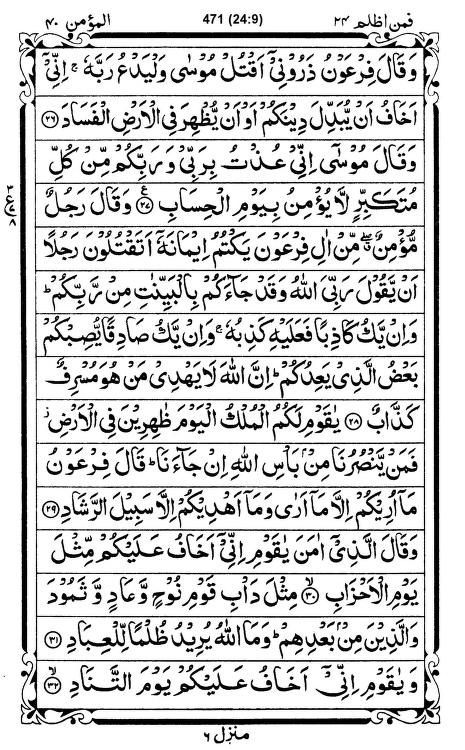 المؤمن ۴۰ 471 (24:9) فمن اظلم ۲۴
وَقَالَ فِرْعَوْنُ ذَرُوْنِیْۤ اَقْتُلْ مُوْسٰی وَلْیَدْعُ رَبَّهٗ ۚ اِنِّیْۤ
اَخَافُ اَنْ یُّبَدِّلَ دِیْنَكُمْ اَوْ اَنْ یُّظْهِرَ فِی الْاَرْضِ الْفَسَادَ ﴿۲۶﴾
وَقَالَ مُوْسٰۤی اِنِّیْ عُذْتُ بِرَبِّیْ وَرَبِّكُمْ مِّنْ كُلِّ
مُتَكَبِّرٍ لَّا یُؤْمِنُ بِیَوْمِ الْحِسَابِ ﴿۲۷﴾ ع وَقَالَ رَجُلٌ
۳ ع ۷ ۸
مُّؤْمِنٌ ۖۗ مِّنْ اٰلِ فِرْعَوْنَ یَكْتُمُ اِیْمَانَهٗۤ اَتَقْتُلُوْنَ رَجُلًا
اَنْ یَّقُوْلَ رَبِّیَ اللّٰهُ وَقَدْ جَآءَكُمْ بِالْبَیِّنٰتِ مِنْ رَّبِّكُمْ ؕ
وَاِنْ یَّكُ كَاذِبًا فَعَلَیْهِ كَذِبُهٗ ۚ وَاِنْ یَّكُ صَادِقًا یُّصِبْكُمْ
بَعْضُ الَّذِیْ یَعِدُكُمْ ؕ اِنَّ اللّٰهَ لَا یَهْدِیْ مَنْ هُوَ مُسْرِفٌ
كَذَّابٌ ﴿۲۸﴾ یٰقَوْمِ لَكُمُ الْمُلْكُ الْیَوْمَ ظٰهِرِیْنَ فِی الْاَرْضِ ؗ
فَمَنْ یَّنْصُرُنَا مِنْۢ بَاْسِ اللّٰهِ اِنْ جَآءَنَا ؕ قَالَ فِرْعَوْنُ
مَاۤ اُرِیْكُمْ اِلَّا مَاۤ اَرٰی وَمَاۤ اَهْدِیْكُمْ اِلَّا سَبِیْلَ الرَّشَادِ ﴿۲۹﴾
وَقَالَ الَّذِیْۤ اٰمَنَ یٰقَوْمِ اِنِّیْۤ اَخَافُ عَلَیْكُمْ مِّثْلَ
یَوْمِ الْاَحْزَابِ ۙ﴿۳۰﴾ مِثْلَ دَاْبِ قَوْمِ نُوْحٍ وَّعَادٍ وَّثَمُوْدَ
وَالَّذِیْنَ مِنْۢ بَعْدِهِمْ ؕ وَمَا اللّٰهُ یُرِیْدُ ظُلْمًا لِّلْعِبَادِ ﴿۳۱﴾
وَیٰقَوْمِ اِنِّیْۤ اَخَافُ عَلَیْكُمْ یَوْمَ التَّنَادِ ۙ﴿۳۲﴾
منزل ۶